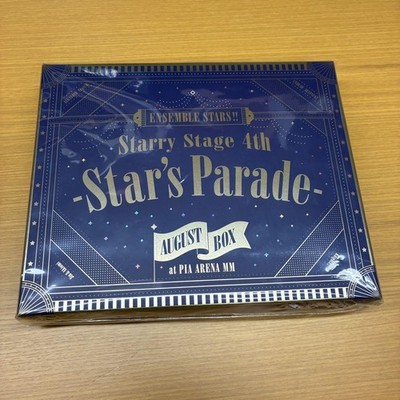 ENSEMBLE STARS!!
Starry Stage 4th
-Star's Parade-
AUGUST BOX
at PIA ARENA MM